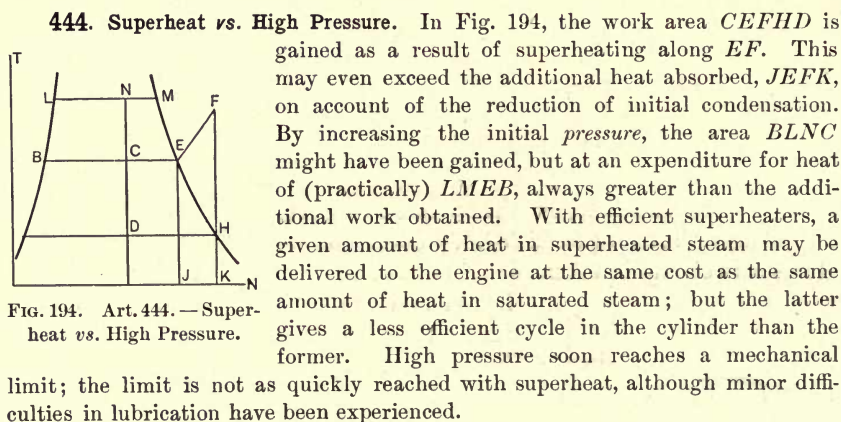 444. Superheat vs. High Pressure. In Fig. 194, the work area CEFHD is
gained as a result of superheating along EF. This
may even exceed the additional heat absorbed, JEFK,
on account of the reduction of initial condensation.
By increasing the initial pressure, the area BLNC
might have been gained, but at an expenditure for heat
of (practically) LMEB, always greater than the addi-
tional work obtained. With efficient superheaters, a
given amount of heat in superheated steam may be
delivered to the engine at the same cost as the same
amount of heat in saturated steam; but the latter
gives a less efficient cycle in the cylinder than the
former. High pressure soon reaches a mechanical
limit; the limit is not as quickly reached with superheat, although minor diffi-
culties in lubrication have been experienced.
T
L N M F
B C E
D H
J K N
FIG. 194. Art. 444. — Super-
heat vs. High Pressure.